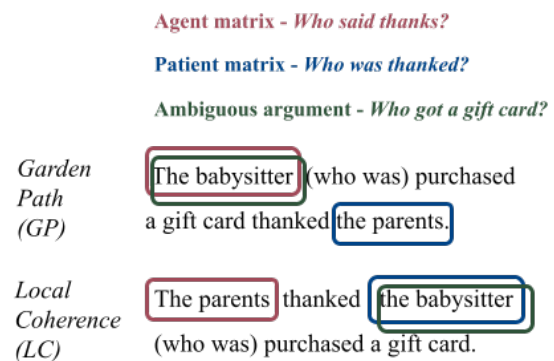 Agent matrix - Who said thanks?
Patient matrix - Who was thanked?
Ambiguous argument - Who got a gift card?
Garden
Path
(GP)
The babysitter (who was) purchased
a gift card thanked the parents.
Local
Coherence
(LC)
The parents thanked the babysitter
(who was) purchased a gift card.